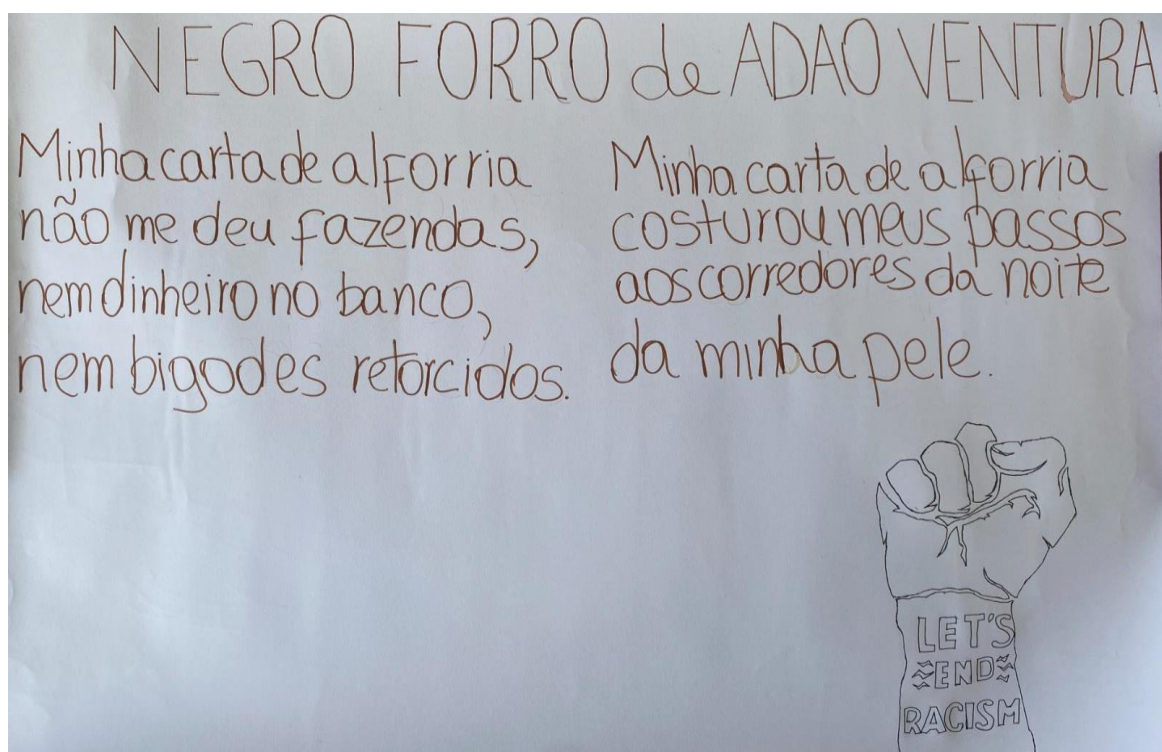 NEGRO FORRO de ADAO VENTURA
Minha carta de alforria
não me deu fazendas,
nem dinheiro no banco,
nem bigodes retorcidos.
Minha carta de alforria
costurou meus passos
aos corredores da noite
da minha pele.
LET'S
END
RACISM